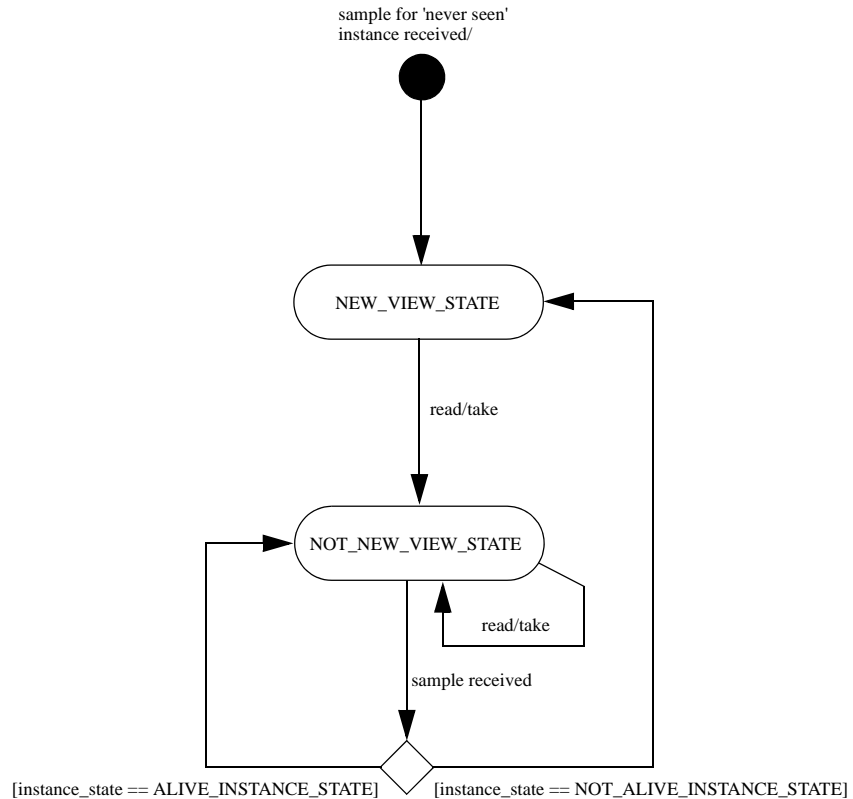 sample for 'never seen'
instance received/
NEW_VIEW_STATE
read/take
NOT_NEW_VIEW_STATE
read/take
sample received
[instance_state == ALIVE_INSTANCE_STATE]
[instance_state == NOT_ALIVE_INSTANCE_STATE]